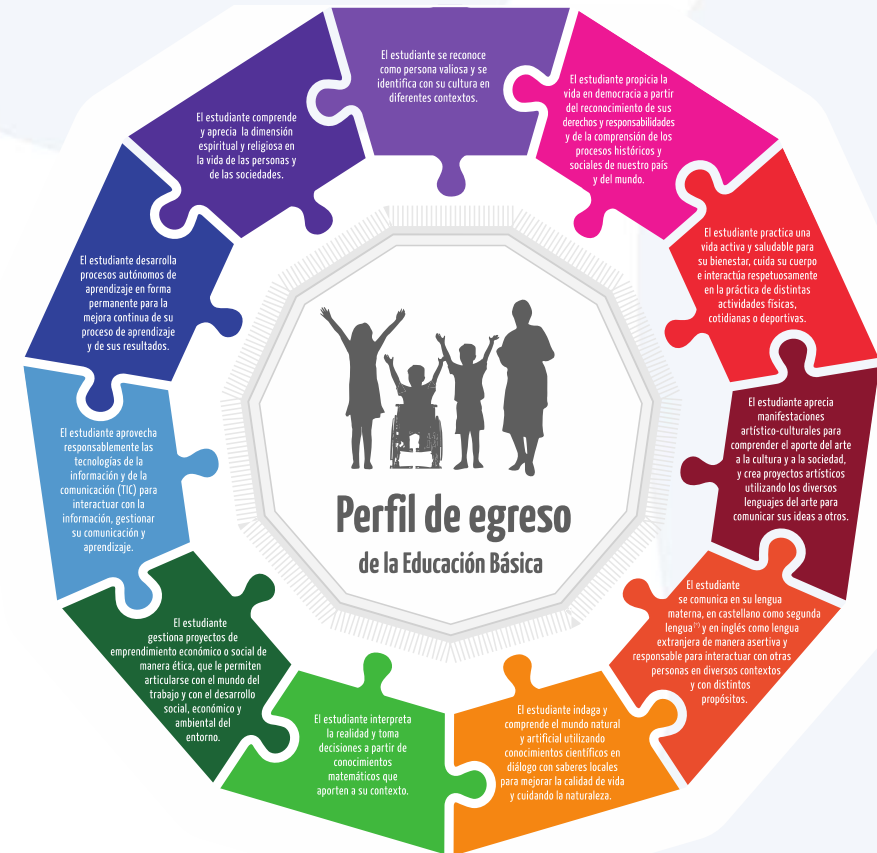 El estudiante se reconoce
como persona valiosa y se
identifica con su cultura en
diferentes contextos.
El estudiante propicia la
vida en democracia a partir
del reconocimiento de sus
derechos y responsabilidades
y de la comprensión de los
procesos históricos y
sociales de nuestro país
y del mundo.
El estudiante practica una
vida activa y saludable para
su bienestar, cuida su cuerpo
e interactúa respetuosamente
en la práctica de distintas
actividades físicas,
cotidianas o deportivas.
El estudiante aprecia
manifestaciones
artístico-culturales para
comprender el aporte del arte
a la cultura y a la sociedad,
y crea proyectos artísticos
utilizando los diversos
lenguajes del arte para
comunicar sus ideas a otros.
El estudiante
se comunica en su lengua
materna, en castellano como segunda
lengua(*) y en inglés como lengua
extranjera de manera asertiva y
responsable para interactuar con otras
personas en diversos contextos
y con distintos
propósitos.
El estudiante indaga y
comprende el mundo natural
y artificial utilizando
conocimientos científicos en
diálogo con saberes locales
para mejorar la calidad de vida
y cuidando la naturaleza.
El estudiante interpreta
la realidad y toma
decisiones a partir de
conocimientos
matemáticos que
aporten a su contexto.
El estudiante
gestiona proyectos de
emprendimiento económico o social de
manera ética, que le permiten
articularse con el mundo del
trabajo y con el desarrollo
social, económico y
ambiental del
entorno.
El estudiante aprovecha
responsablemente las
tecnologías de la
información y de la
comunicación (TIC) para
interactuar con la
información, gestionar
su comunicación y
aprendizaje.
El estudiante desarrolla
procesos autónomos de
aprendizaje en forma
permanente para la
mejora continua de su
proceso de aprendizaje
y de sus resultados.
El estudiante comprende
y aprecia la dimensión
espiritual y religiosa en
la vida de las personas y
de las sociedades.
Perfil de egreso
de la Educación Básica